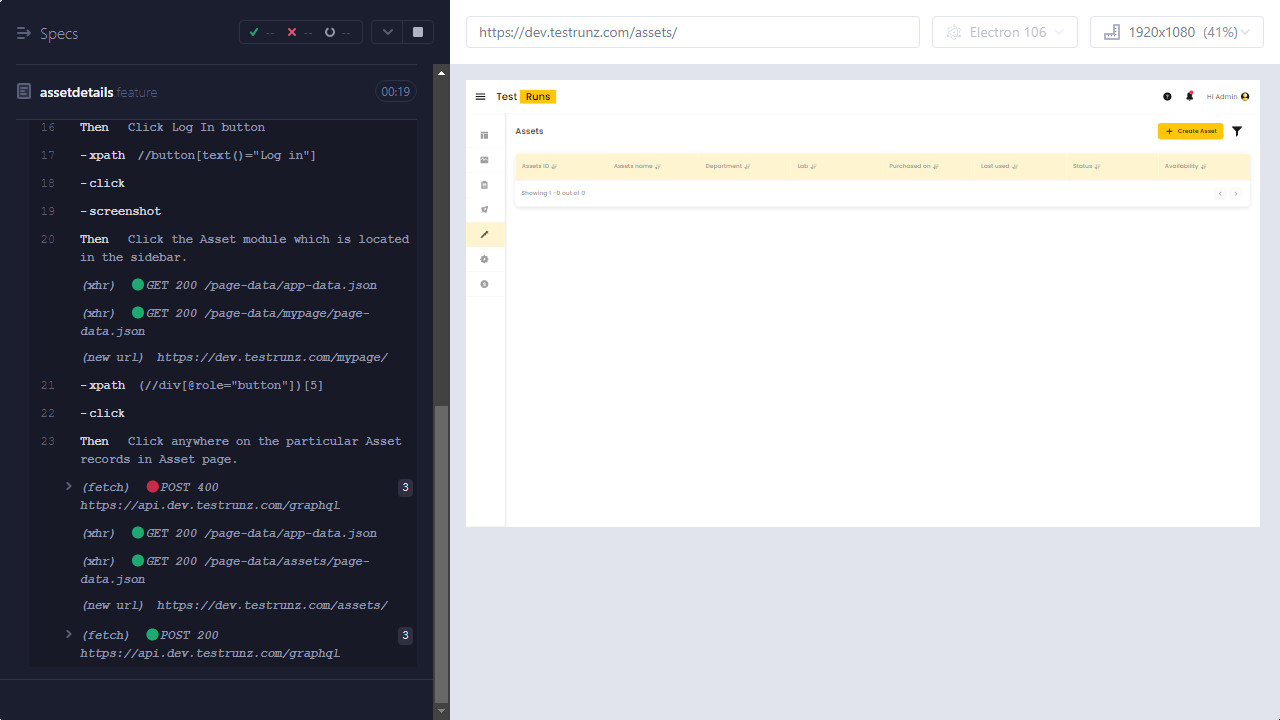 Specs
-- -- --
https://dev.testrunz.com/assets/
Electron 106
1920x1080 (41%)
assetdetails feature
00:19
16 Then Click Log In button
17 -xpath //button[text()="Log in"]
18 -click
19 -screenshot
20 Then Click the Asset module which is located
in the sidebar.
(xhr) GET 200 /page-data/app-data.json
(xhr) GET 200 /page-data/mypage/page-
data.json
(new url) https://dev.testrunz.com/mypage/
21 -xpath (//div[@role="button"])[5]
22 -click
23 Then Click anywhere on the particular Asset
records in Asset page.
(fetch) POST 400 3
https://api.dev.testrunz.com/graphql
(xhr) GET 200 /page-data/app-data.json
(xhr) GET 200 /page-data/assets/page-
data.json
(new url) https://dev.testrunz.com/assets/
(fetch) POST 200 3
https://api.dev.testrunz.com/graphql
Test Runs
Hi Admin
Assets
+ Create Asset
Assets ID Assets name Department Lab Purchased on Last used Status Availability
Showing 1 -0 out of 0